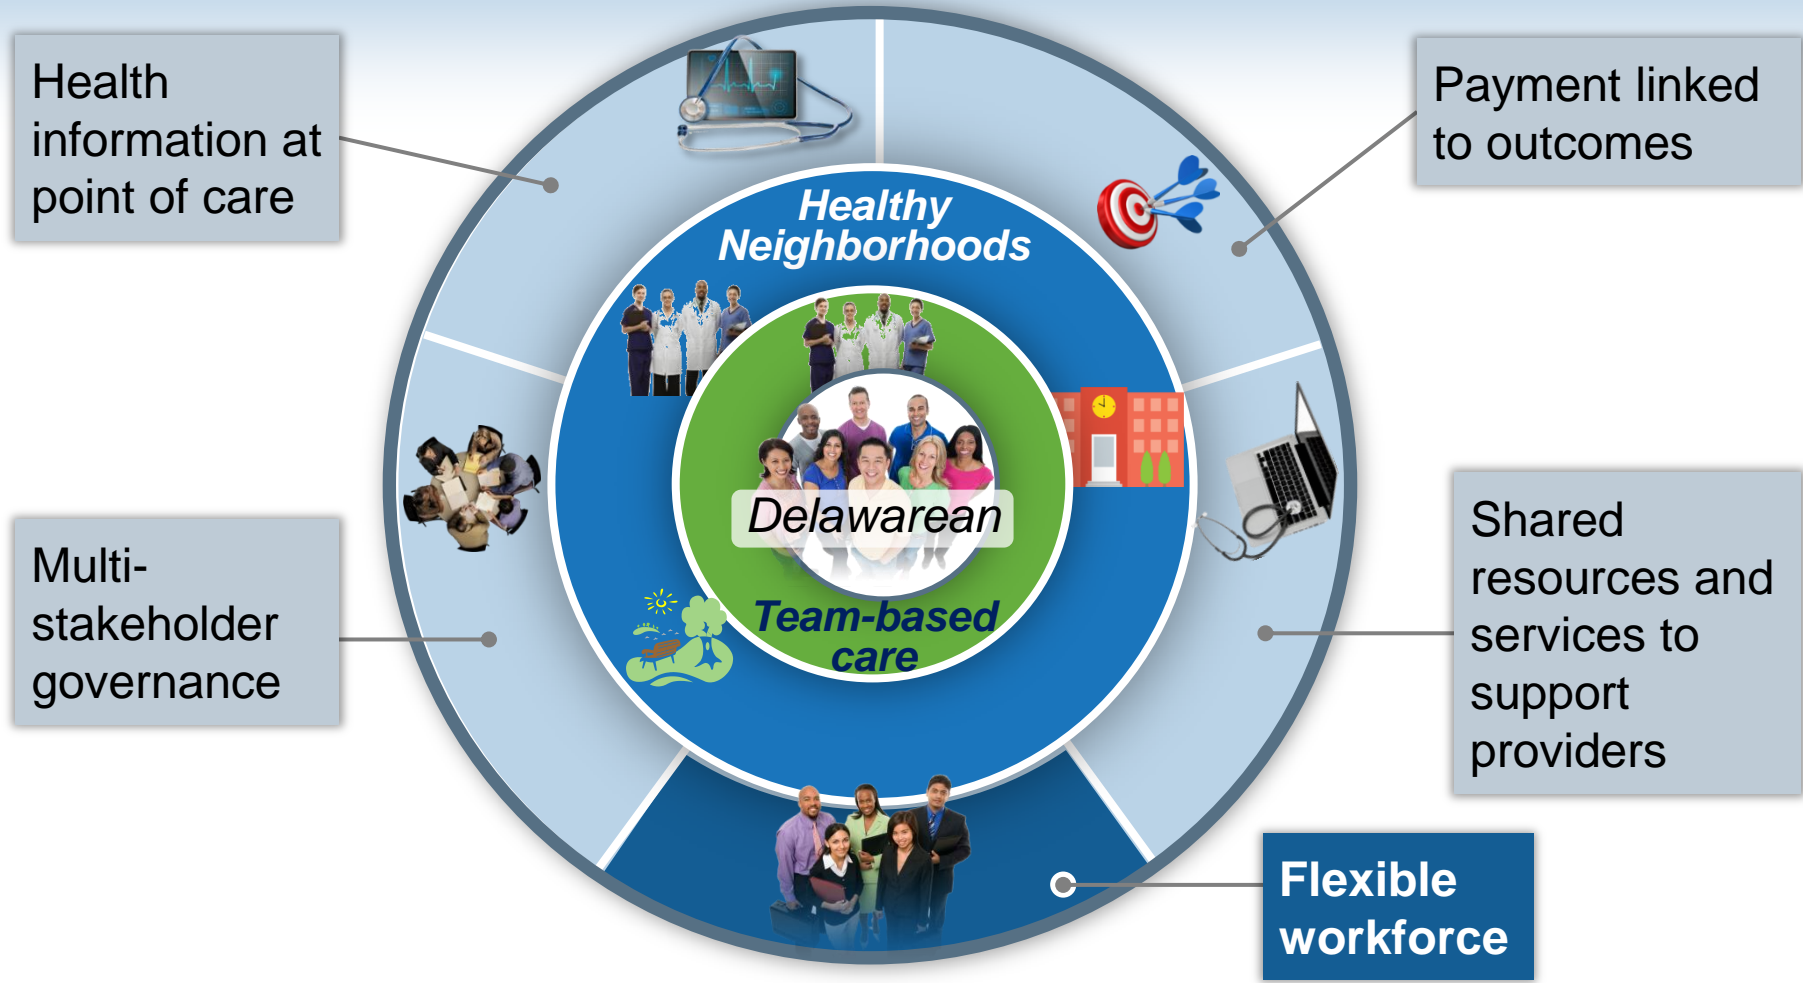 Health
information at
point of care
Payment linked
to outcomes
Healthy
Neighborhoods
Delawarean
Team-based
care
Multi-
stakeholder
governance
Shared
resources and
services to
support
providers
Flexible
workforce